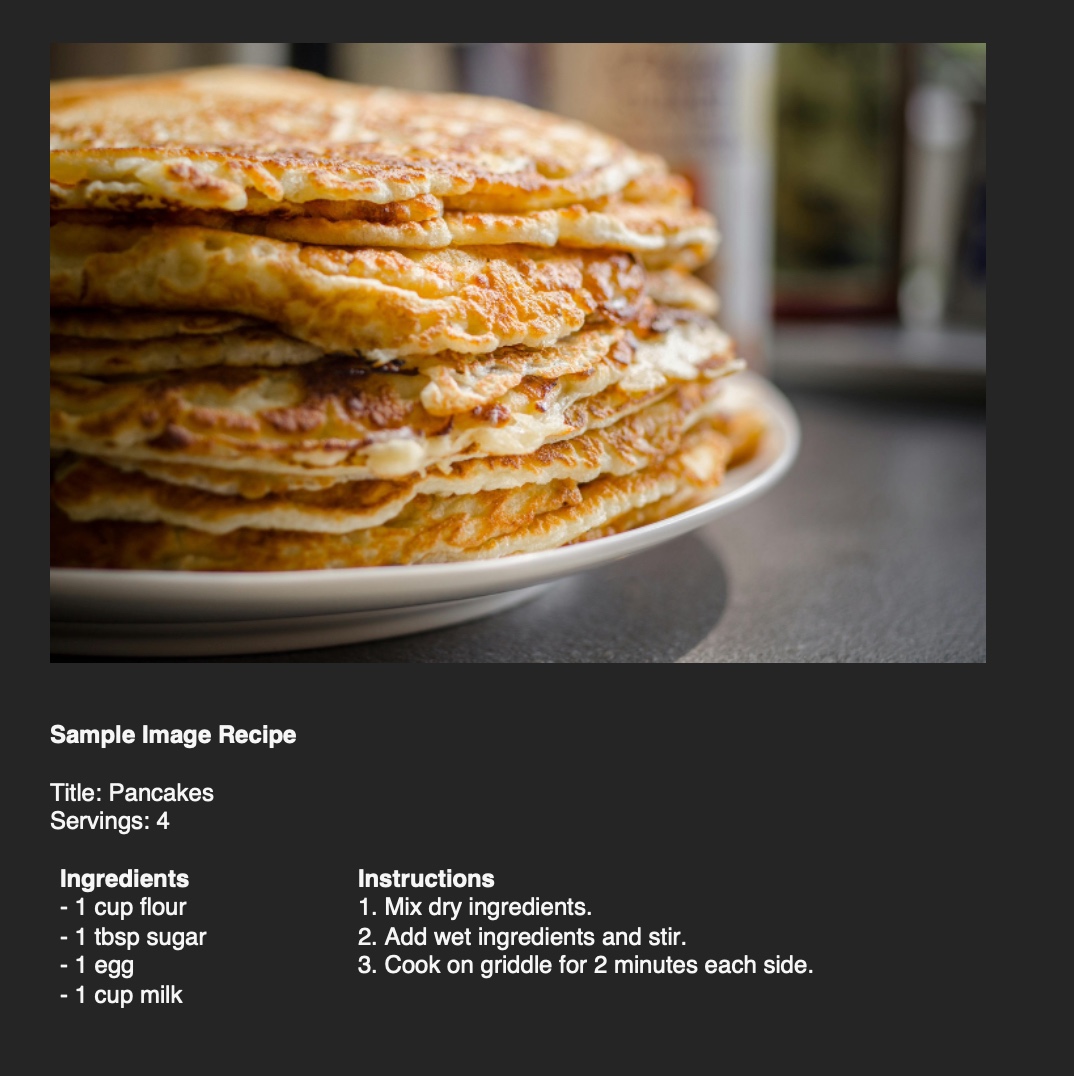 Sample Image Recipe
Title: Pancakes
Servings: 4
Ingredients
- 1 cup flour
- 1 tbsp sugar
- 1 egg
- 1 cup milk
Instructions
1. Mix dry ingredients.
2. Add wet ingredients and stir.
3. Cook on griddle for 2 minutes each side.